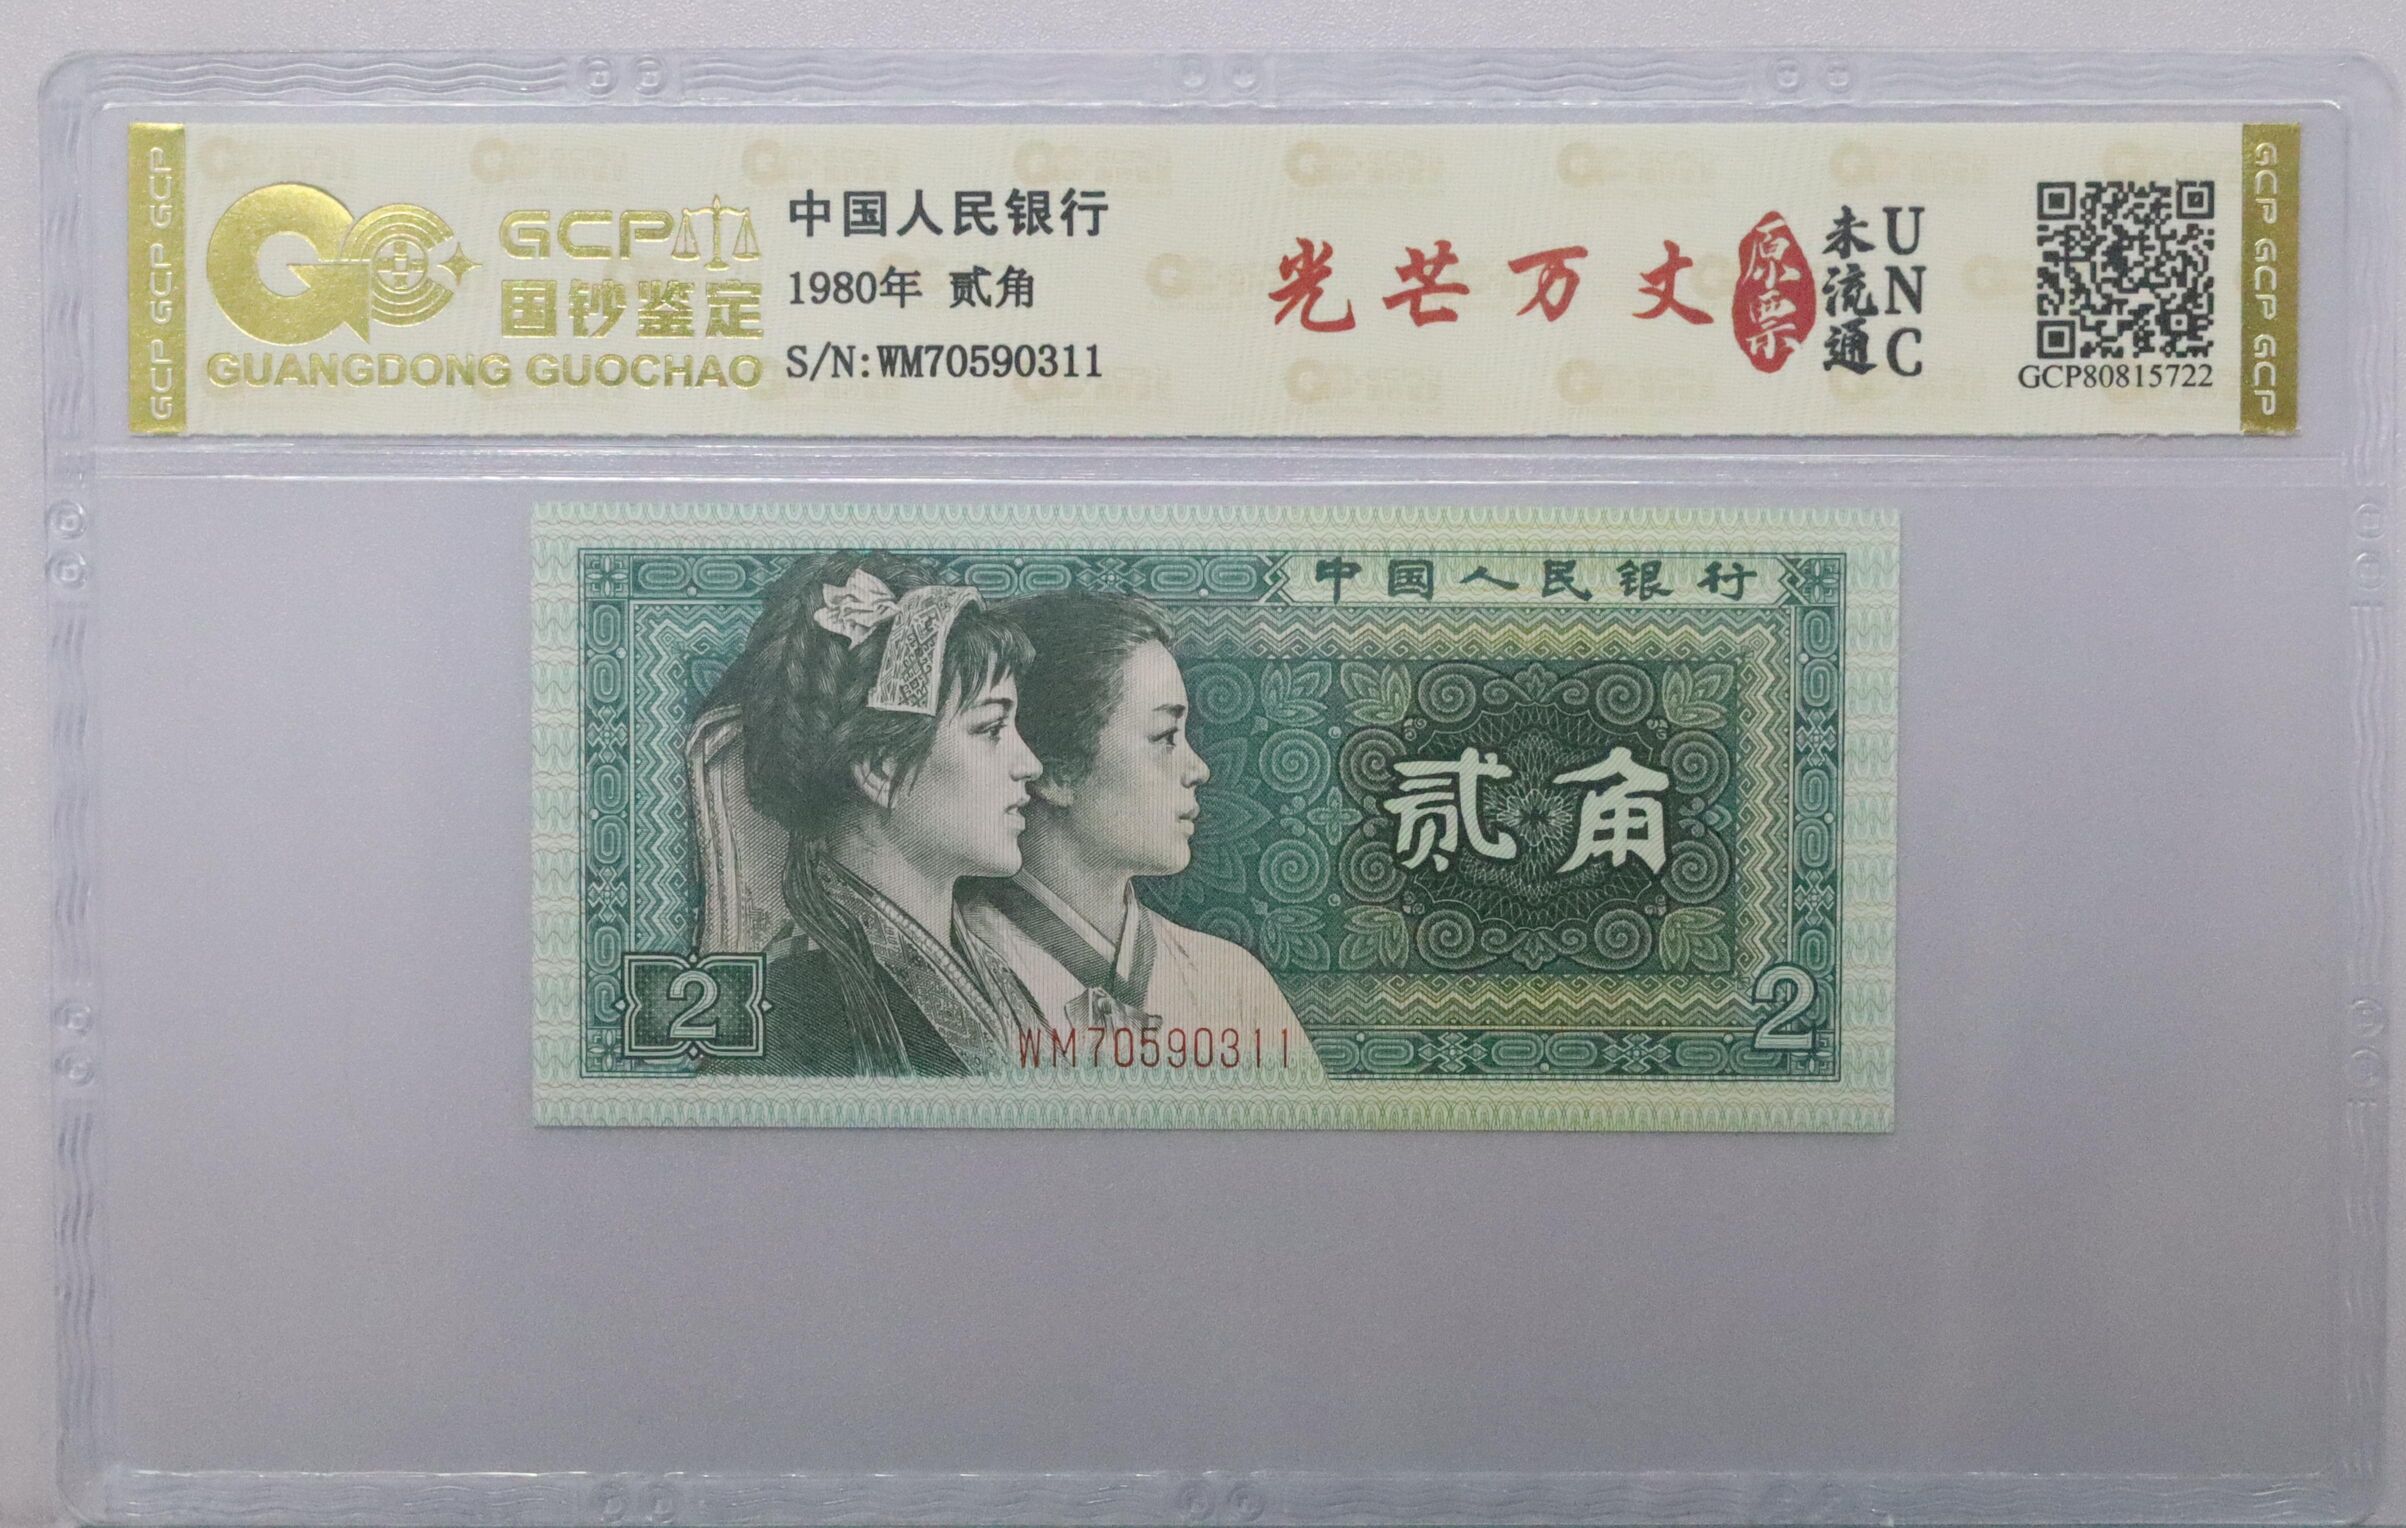 GCP GCP GCP
GCP
国钞鉴定
GUANGDONG GUOCHAO
中国人民银行
1980年 贰角
S/N:WM70590311
光芒万丈
原票
未流通
UNC
GCP80815722
GCP GCP GCP
中国人民银行
贰角
2
WM70590311
2